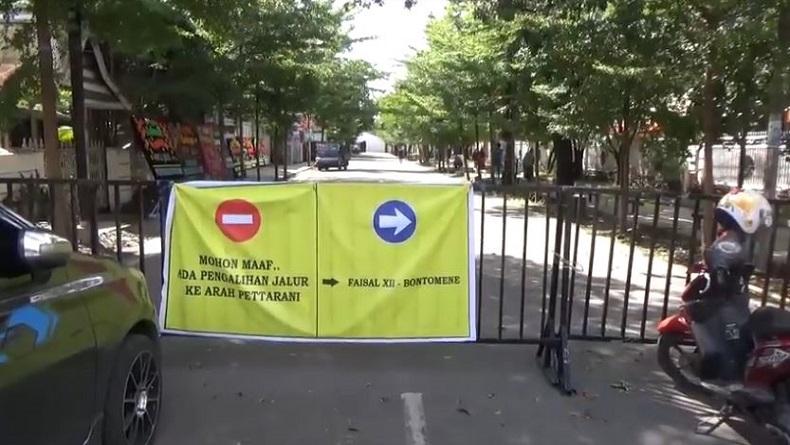 MOHON MAAF..
ADA PENGALIHAN JALUR
KE ARAH PETTARANI
FAISAL XII - BONTOMENE